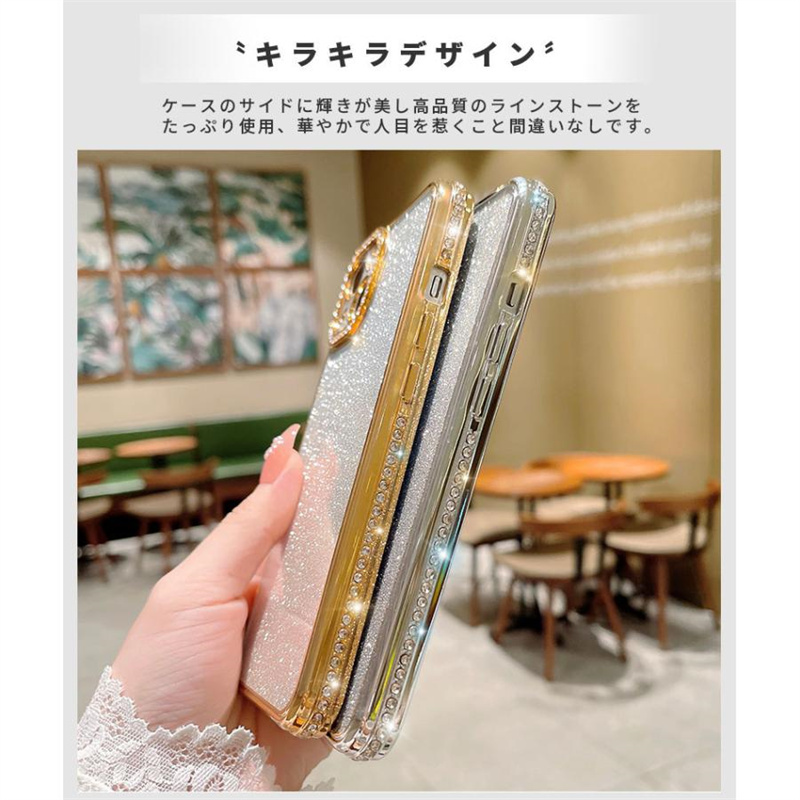 〝キラキラデザイン〞
ケースのサイドに輝きが美し高品質のラインストーンを
たっぷり使用、華やかで人目を惹くこと間違いなしです。